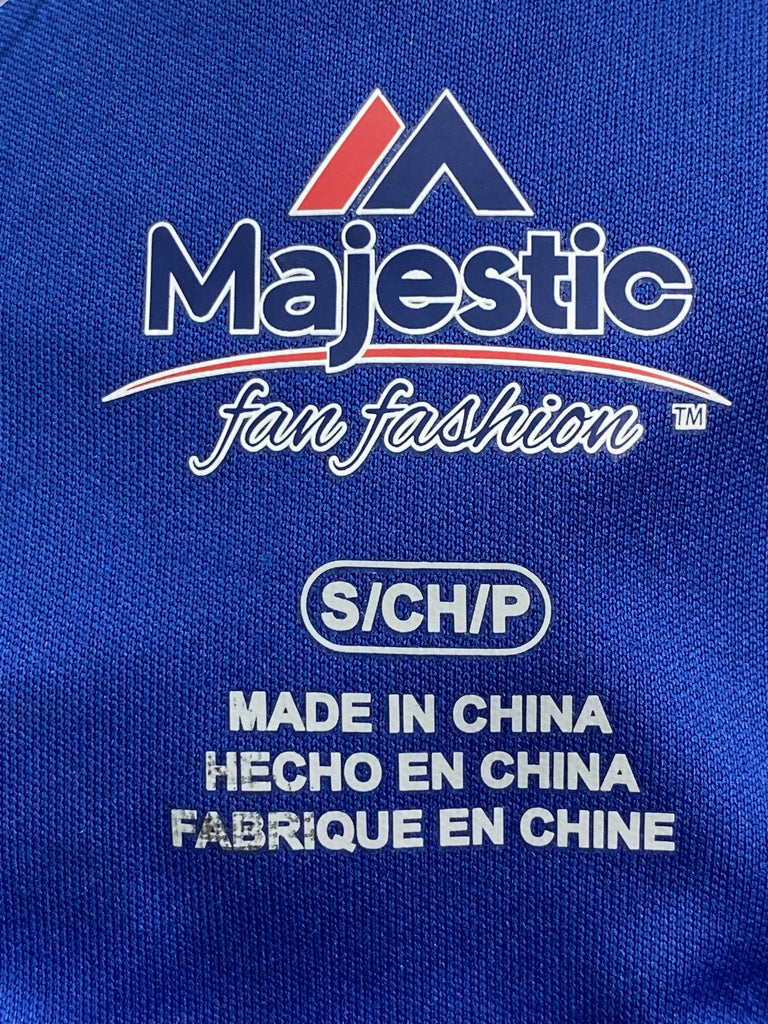 Majestic
fan fashion TM
S/CH/P
MADE IN CHINA
HECHO EN CHINA
FABRIQUE EN CHINE